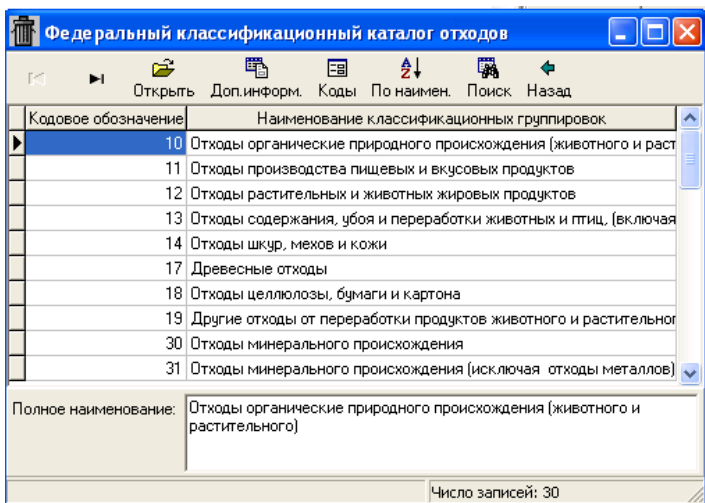 Федеральный классификационный каталог отходов
Открыть Доп.информ. Коды По наимен. Поиск Назад
Кодовое обозначение Наименование классификационных группировок
10 Отходы органические природного происхождения (животного и раст
11 Отходы производства пищевых и вкусовых продуктов
12 Отходы растительных и животных жировых продуктов
13 Отходы содержания, убоя и переработки животных и птиц, (включая
14 Отходы шкур, мехов и кожи
17 Древесные отходы
18 Отходы целлюлозы, бумаги и картона
19 Другие отходы от переработки продуктов животного и растительног
30 Отходы минерального происхождения
31 Отходы минерального происхождения (исключая отходы металлов)
Полное наименование: Отходы органические природного происхождения (животного и
растительного)
Число записей: 30